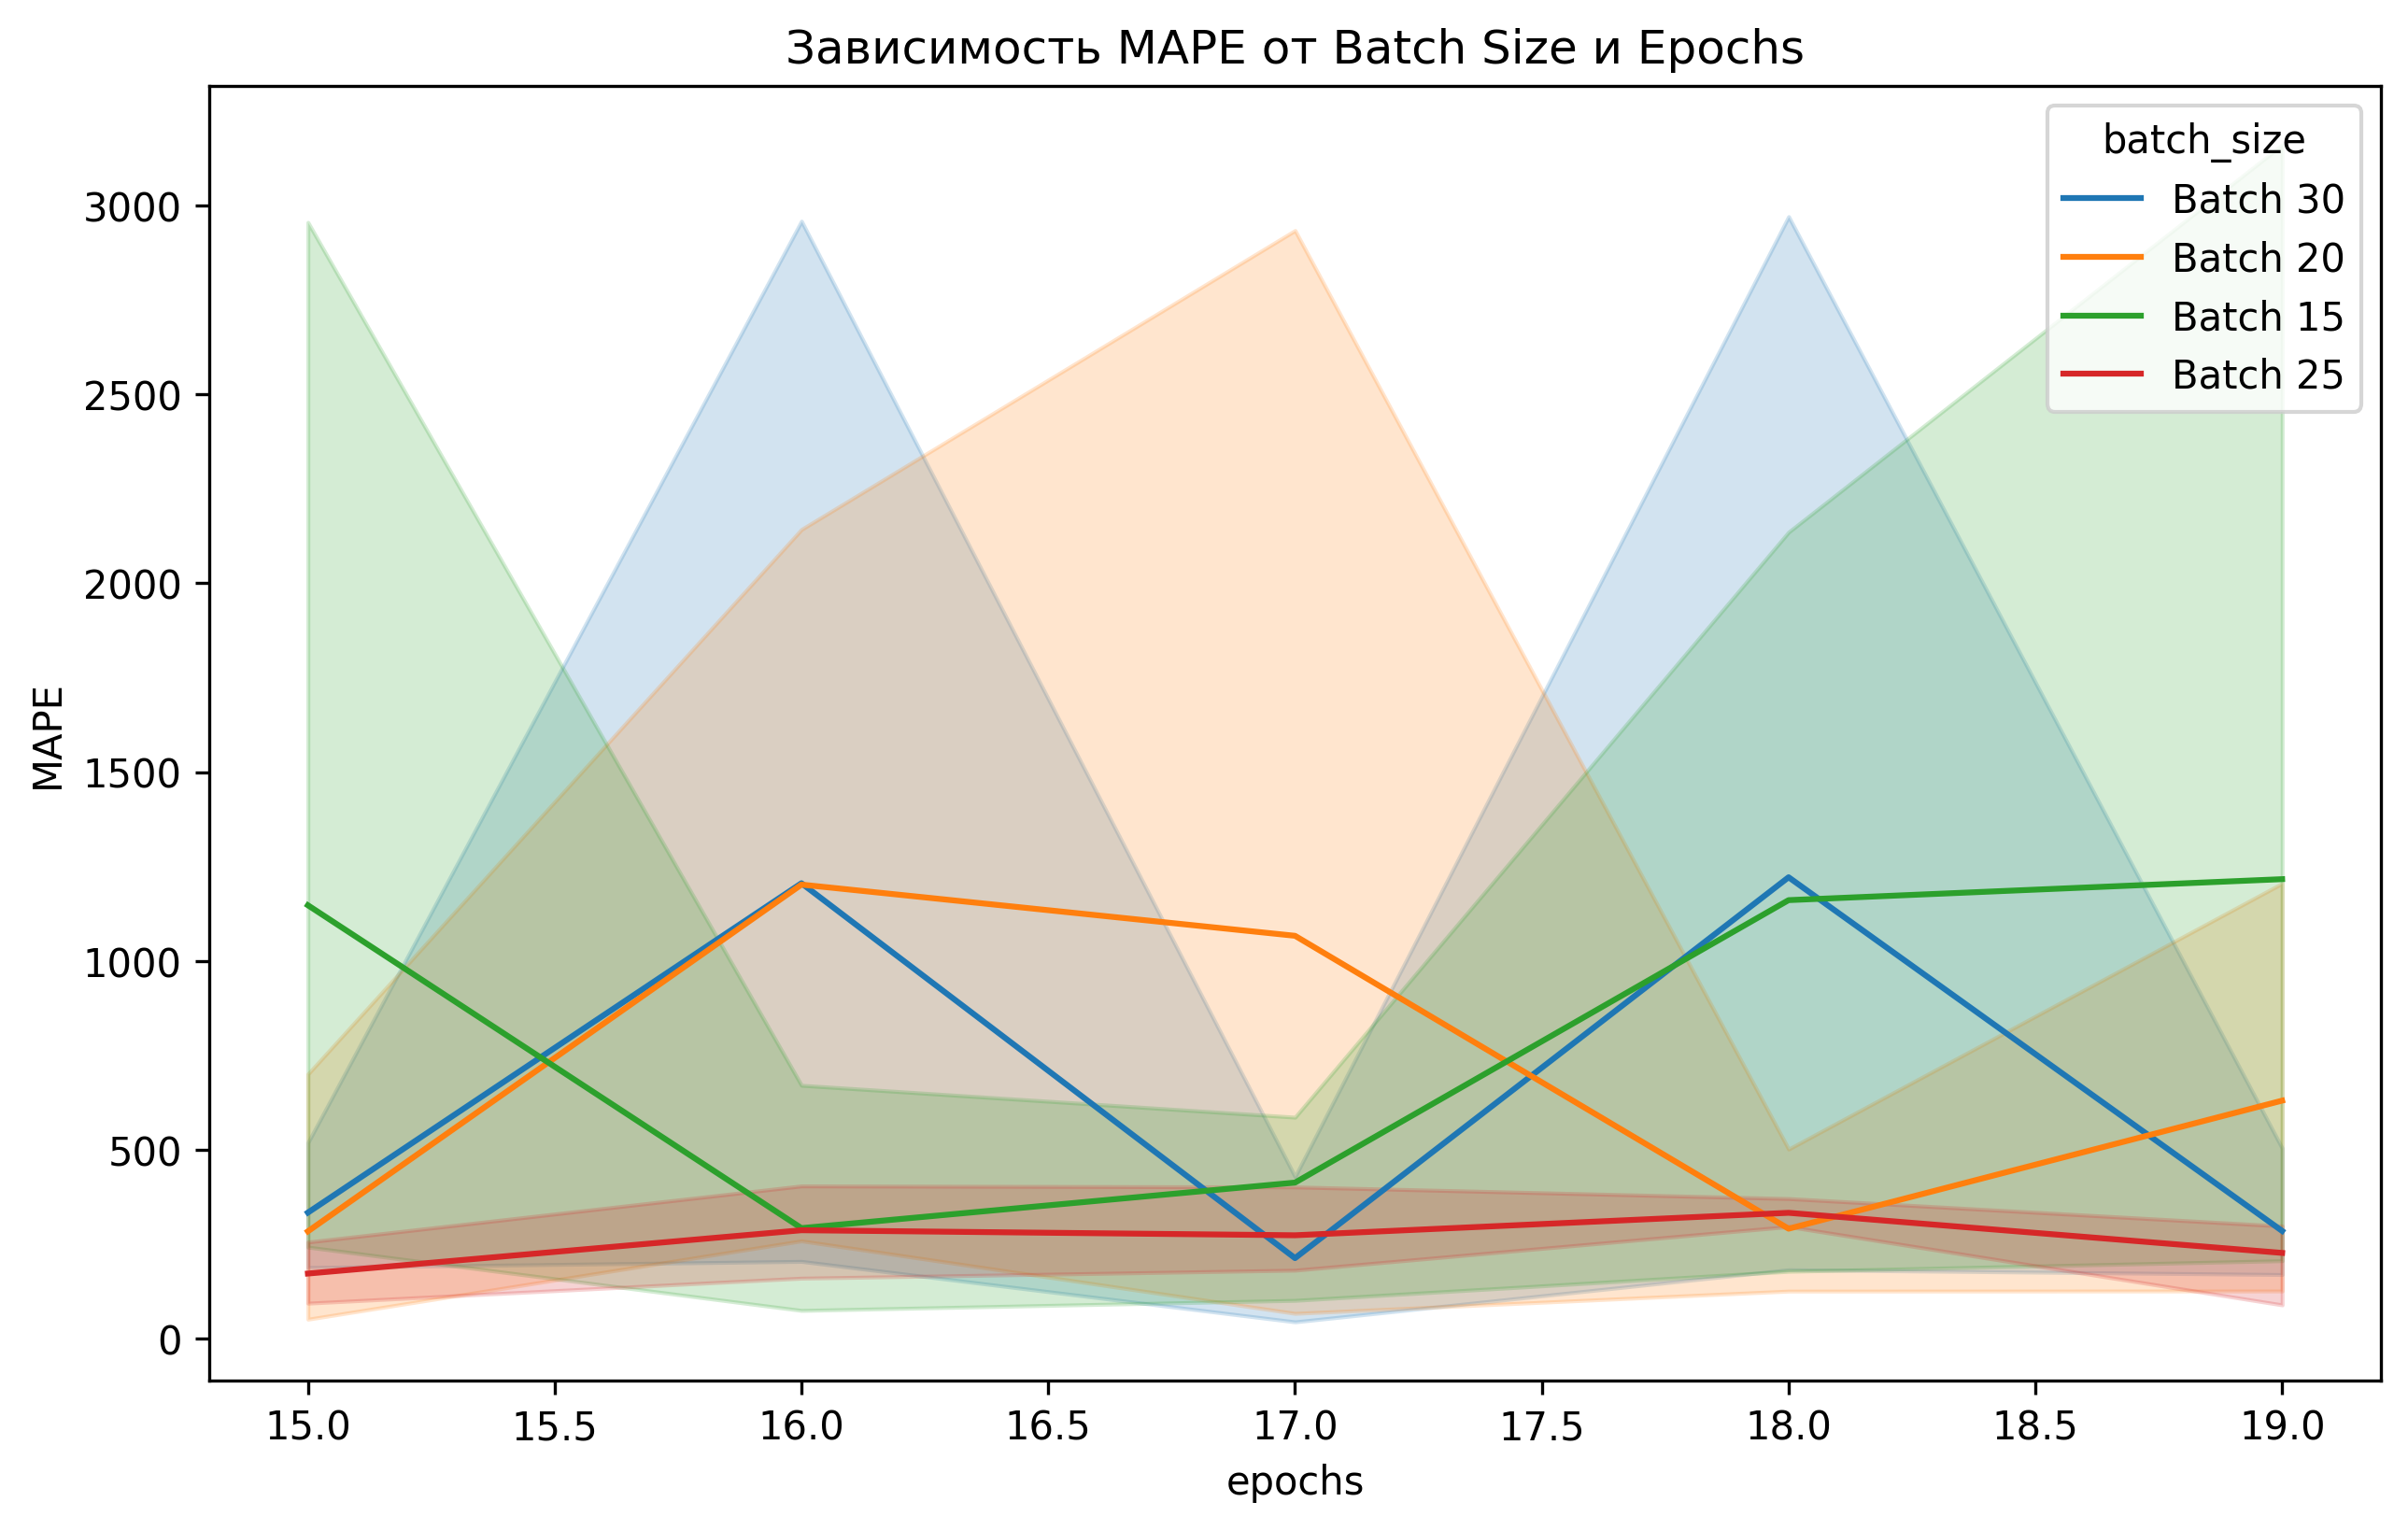 Зависимость MAPE от Batch Size и Epochs
batch_size
Batch 30
Batch 20
Batch 15
Batch 25
MAPE
3000
2500
2000
1500
1000
500
0
15.0 15.5 16.0 16.5 17.0 17.5 18.0 18.5 19.0
epochs